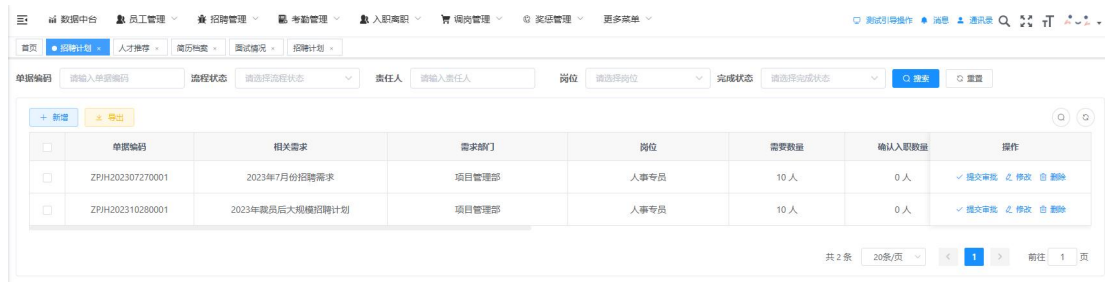 数据中台 员工管理 招聘管理 考勤管理 入职离职 调岗管理 奖惩管理 更多菜单 测试引导操作 消息 通讯录
首页 招聘计划 × 人才推荐 × 简历档案 × 面试情况 × 招聘计划 ×
单据编码 请输入单据编码 流程状态 请选择流程状态 责任人 请输入责任人 岗位 请选择岗位 完成状态 请选择完成状态 搜索 重置
+ 新增 导出
单据编码 相关需求 需求部门 岗位 需要数量 确认入职数量 操作
ZPJH202307270001 2023年7月份招聘需求 项目管理部 人事专员 10 人 0 人 提交审批 修改 删除
ZPJH202310280001 2023年裁员后大规模招聘计划 项目管理部 人事专员 10 人 0 人 提交审批 修改 删除
共 2 条 20条/页 < 1 > 前往 1 页